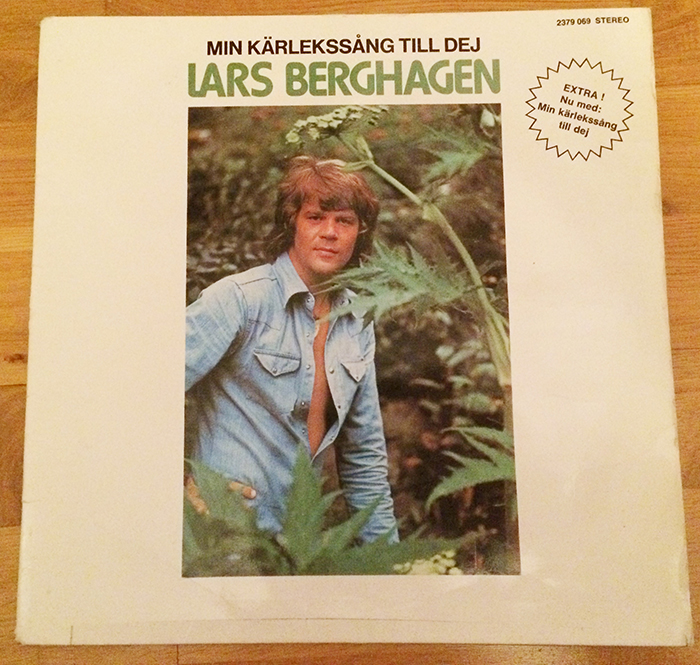 2379 069 STEREO
MIN KÄRLEKSSÅNG TILL DEJ
LARS BERGHAGEN
EXTRA !
Nu med:
Min kärlekssång
till dej